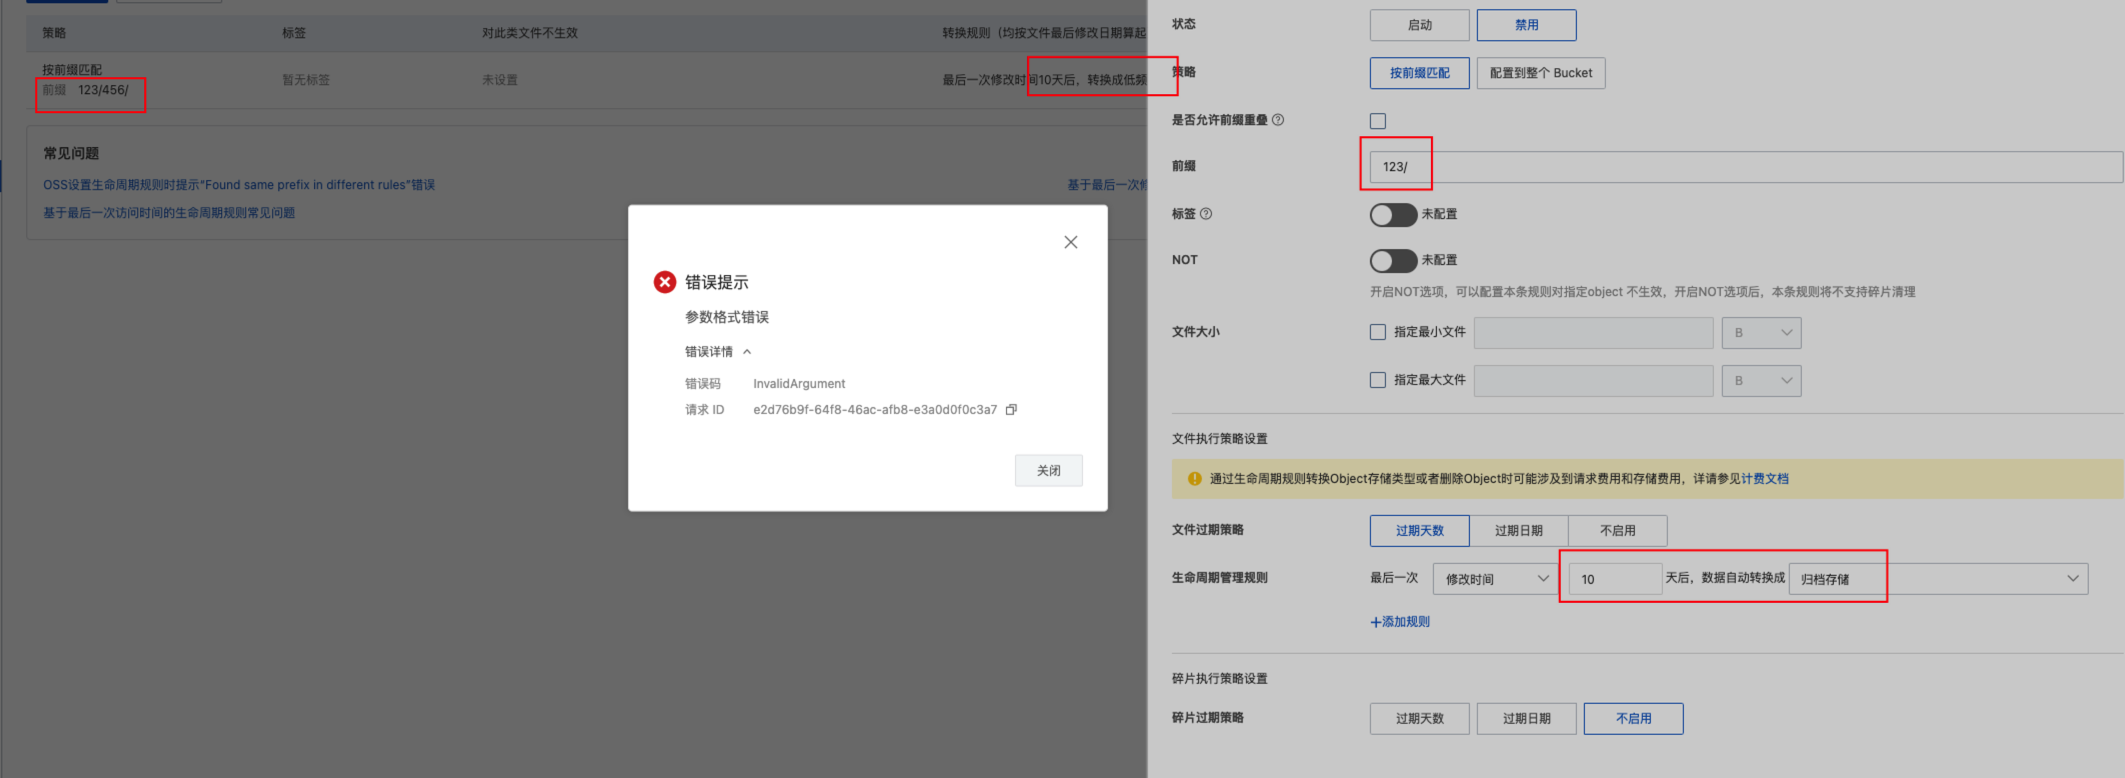 策略
标签
对此类文件不生效
转换规则（均按文件最后修改日期算起
按前缀匹配
前缀 123/456/
暂无标签
未设置
最后一次修改时间10天后，转换成低频
常见问题
OSS设置生命周期规则时提示“Found same prefix in different rules”错误
基于最后一次修
基于最后一次访问时间的生命周期规则常见问题
错误提示
参数格式错误
错误详情
错误码 InvalidArgument
请求 ID e2d76b9f-64f8-46ac-afb8-e3a0d0f0c3a7
关闭
状态
启动
禁用
策略
按前缀匹配
配置到整个 Bucket
是否允许前缀重叠
前缀
123/
标签
未配置
NOT
未配置
开启NOT选项，可以配置本条规则对指定object 不生效，开启NOT选项后，本条规则将不支持碎片清理
文件大小
指定最小文件
B
指定最大文件
B
文件执行策略设置
通过生命周期规则转换Object存储类型或者删除Object时可能涉及到请求费用和存储费用，详请参见计费文档
文件过期策略
过期天数
过期日期
不启用
生命周期管理规则
最后一次 修改时间 10 天后，数据自动转换成 归档存储
+添加规则
碎片执行策略设置
碎片过期策略
过期天数
过期日期
不启用